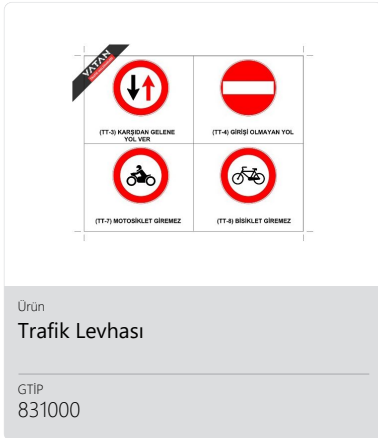 VATAN
(TT-3) KARŞIDAN GELENE
YOL VER
(TT-4) GİRİŞİ OLMAYAN YOL
(TT-7) MOTOSİKLET GİREMEZ
(TT-8) BİSİKLET GİREMEZ
Ürün
Trafik Levhası
GTİP
831000